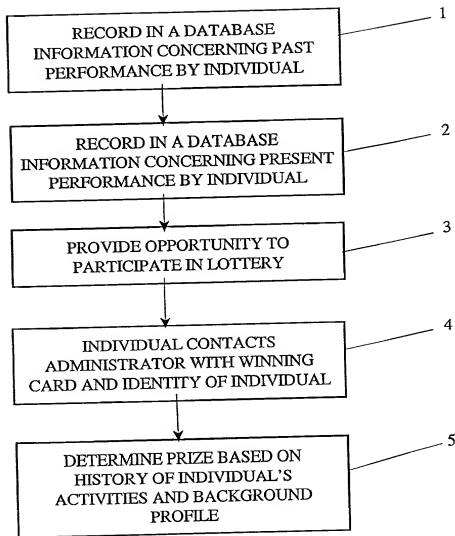 RECORD IN A DATABASE
INFORMATION CONCERNING PAST
PERFORMANCE BY INDIVIDUAL
1
RECORD IN A DATABASE
INFORMATION CONCERNING PRESENT
PERFORMANCE BY INDIVIDUAL
2
PROVIDE OPPORTUNITY TO
PARTICIPATE IN LOTTERY
3
INDIVIDUAL CONTACTS
ADMINISTRATOR WITH WINNING
CARD AND IDENTITY OF INDIVIDUAL
4
DETERMINE PRIZE BASED ON
HISTORY OF INDIVIDUAL'S
ACTIVITIES AND BACKGROUND
PROFILE
5